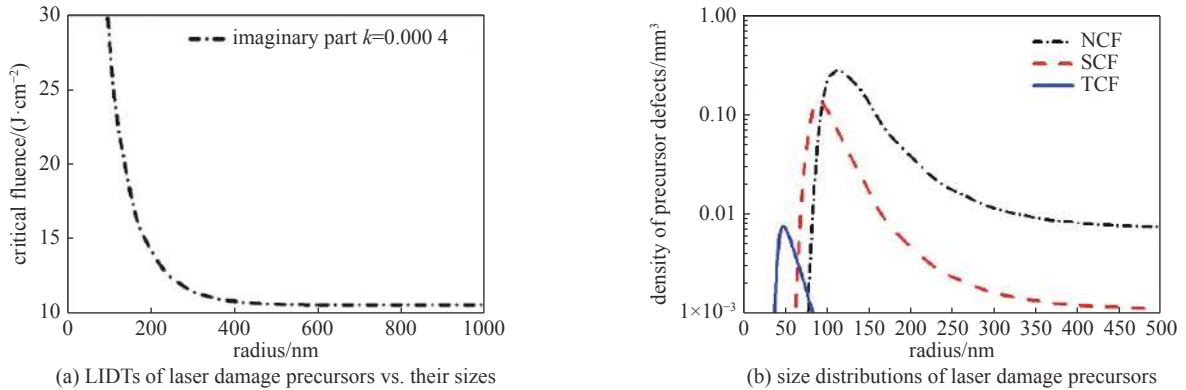 30
25
20
15
10
critical fluence/(J·cm⁻²)
imaginary part k=0.000 4
0 200 400 600 800 1000
radius/nm
(a) LIDTs of laser damage precursors vs. their sizes
1.00
0.10
0.01
1×10⁻³
density of precursor defects/mm³
NCF
SCF
TCF
0 50 100 150 200 250 300 350 400 450 500
radius/nm
(b) size distributions of laser damage precursors